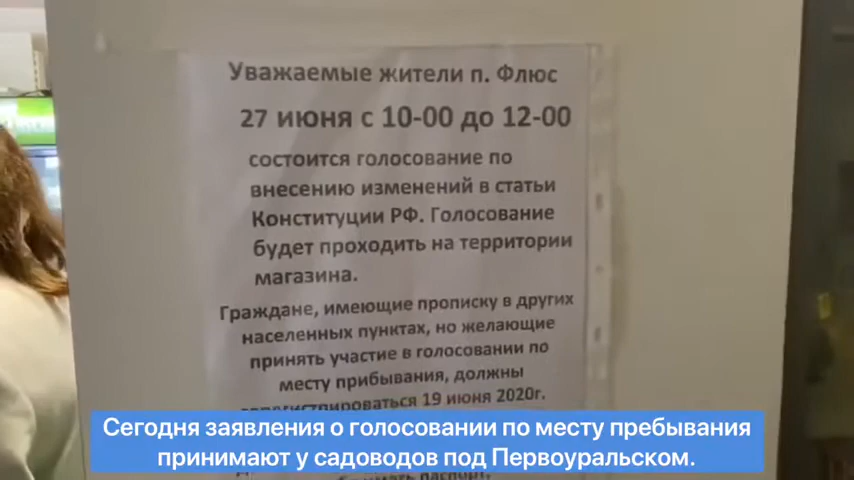 Уважаемые жители п. Флюс
27 июня с 10-00 до 12-00
состоится голосование по
внесению изменений в статьи
Конституции РФ. Голосование
будет проходить на территории
магазина.
Граждане, имеющие прописку в других
населенных пунктах, но желающие
принять участие в голосовании по
месту прибывания, должны
зарегистрироваться 19 июня 2020г.
Сегодня заявления о голосовании по месту пребывания
принимают у садоводов под Первоуральском.
паспорт.